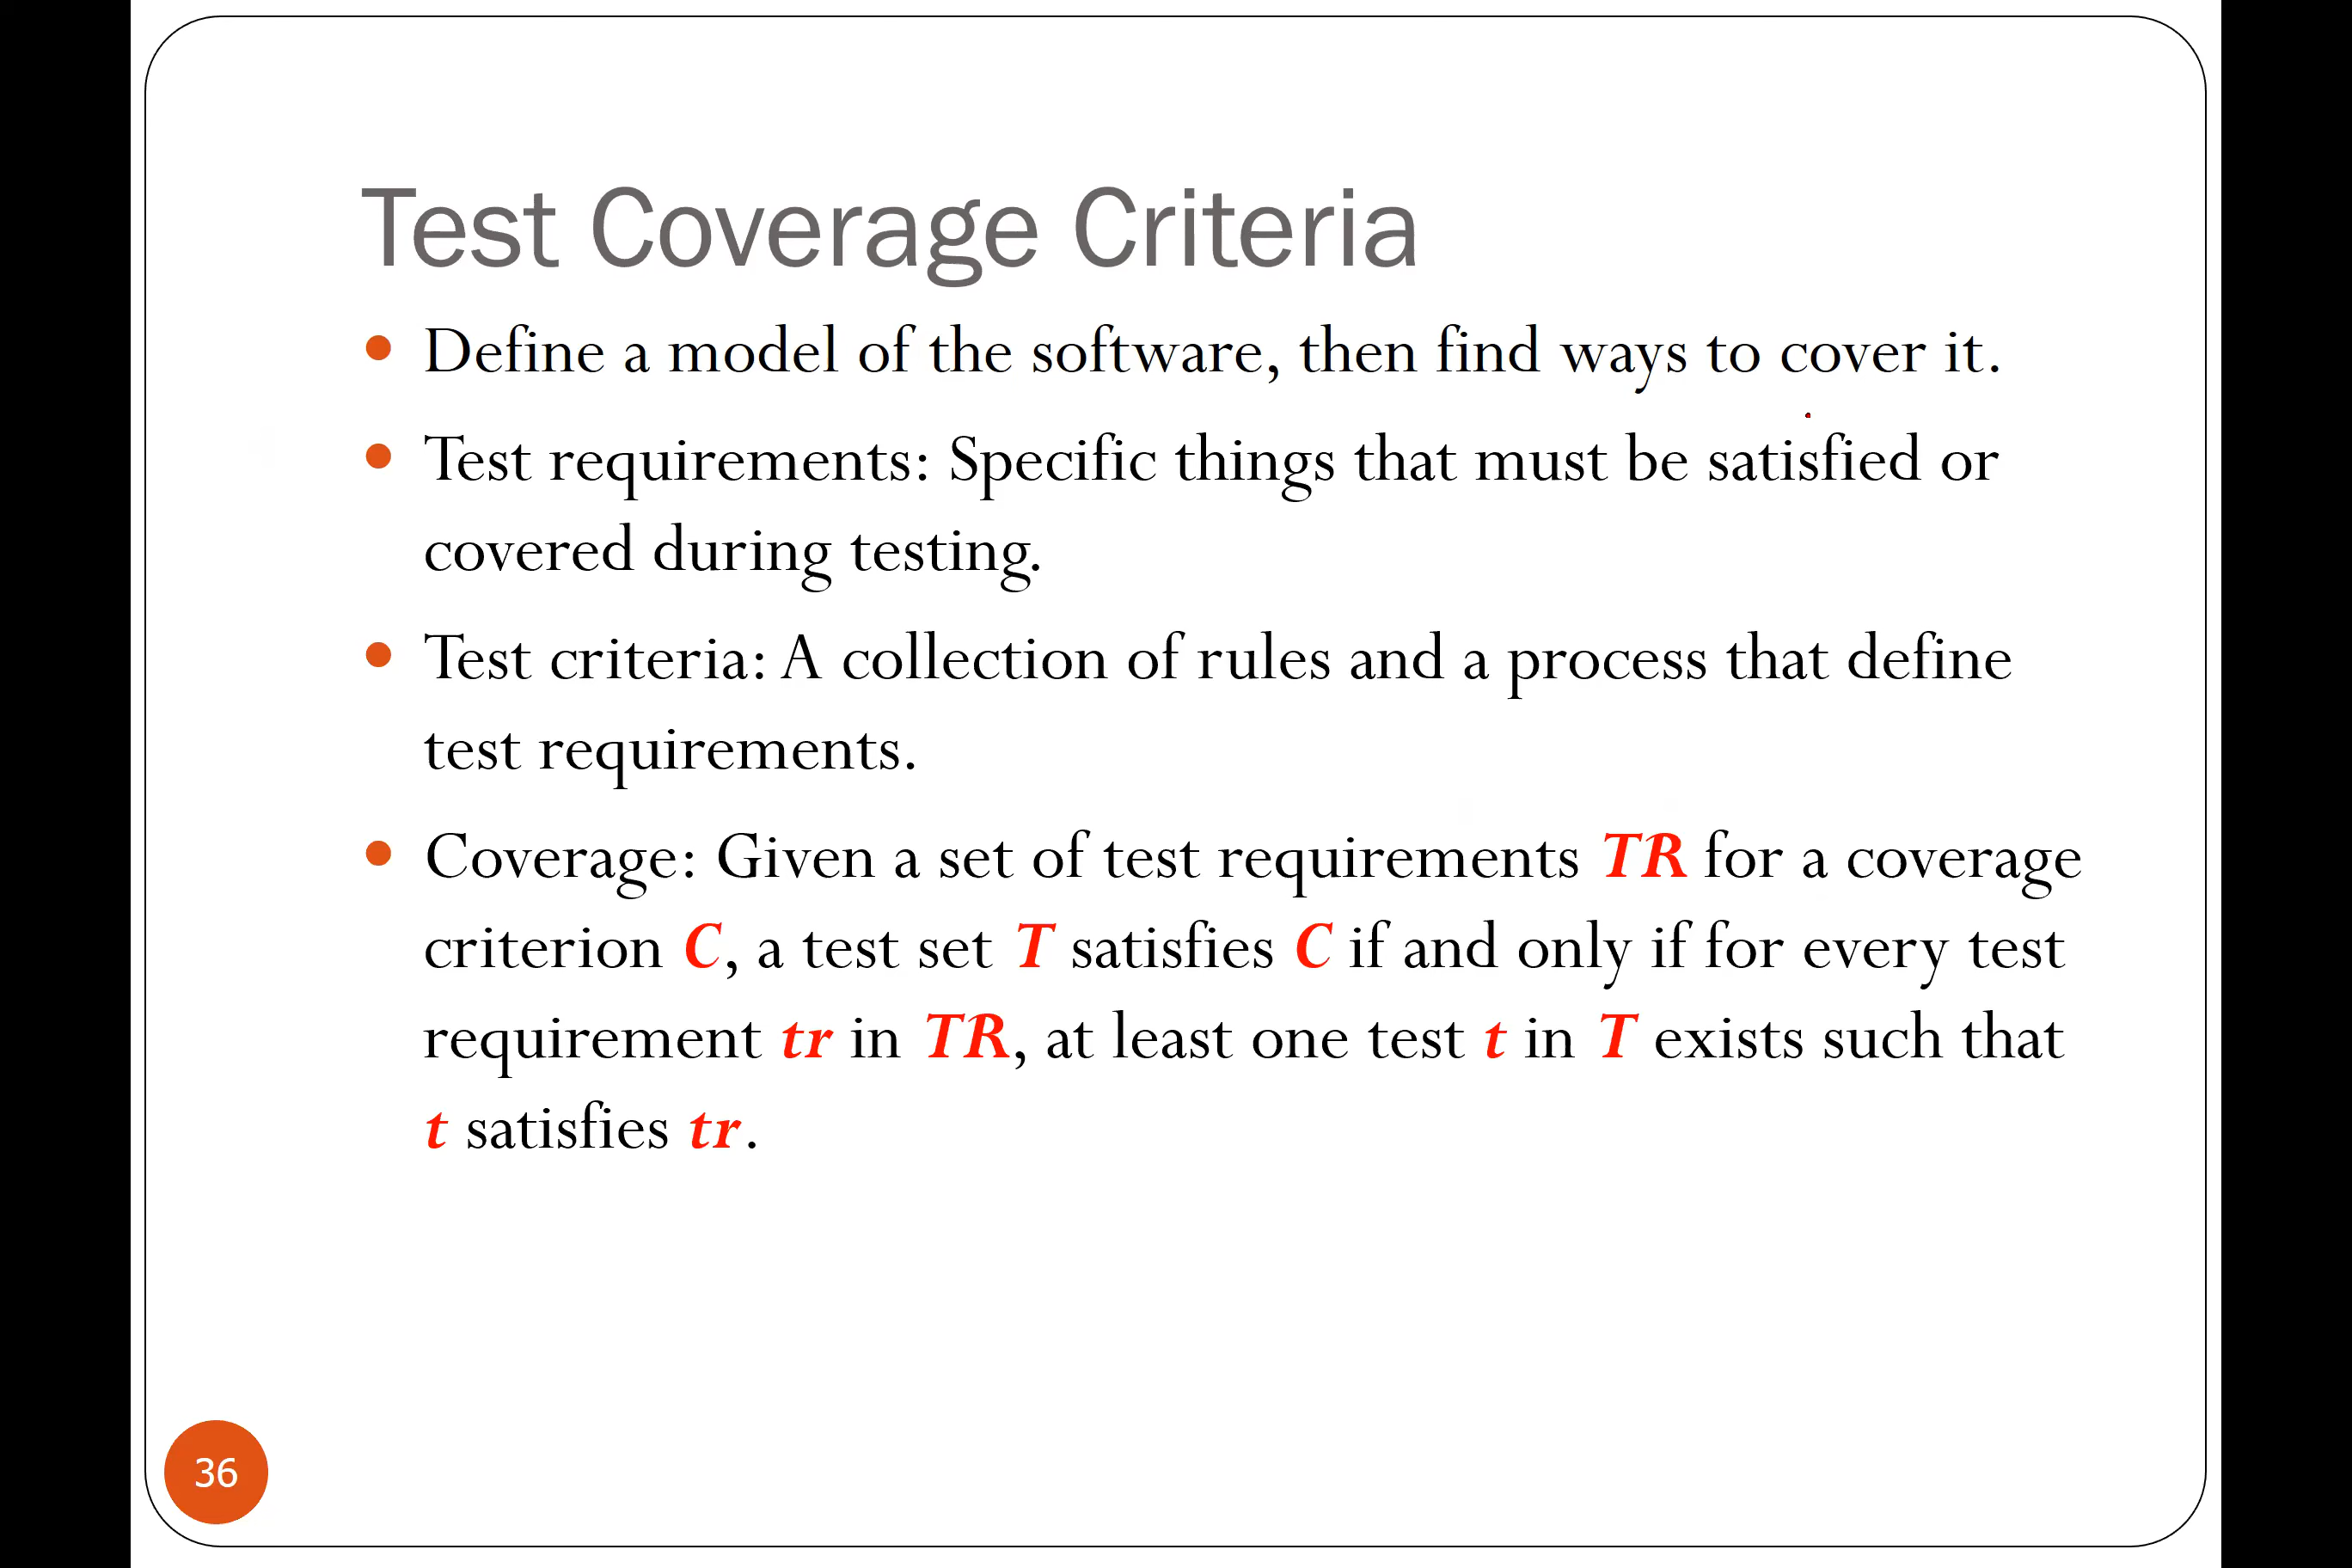 Test Coverage Criteria
• Define a model of the software, then find ways to cover it.
• Test requirements: Specific things that must be satisfied or
covered during testing.
• Test criteria: A collection of rules and a process that define
test requirements.
• Coverage: Given a set of test requirements TR for a coverage
criterion C, a test set T satisfies C if and only if for every test
requirement tr in TR, at least one test t in T exists such that
t satisfies tr.
36